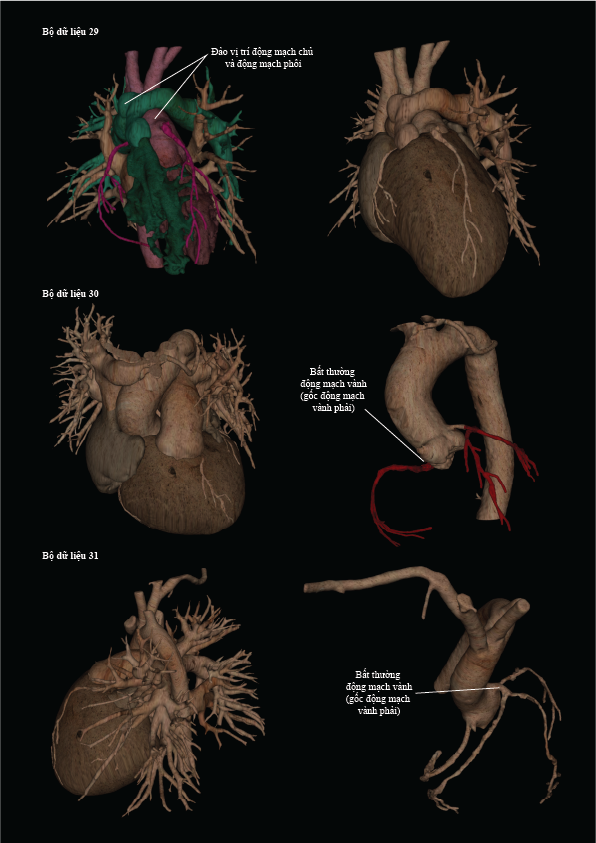 Bộ dữ liệu 29
Đảo vị trí động mạch chủ
và động mạch phổi
Bộ dữ liệu 30
Bất thường
động mạch vành
(gốc động mạch
vành phải)
Bộ dữ liệu 31
Bất thường
động mạch vành
(gốc động mạch
vành phải)